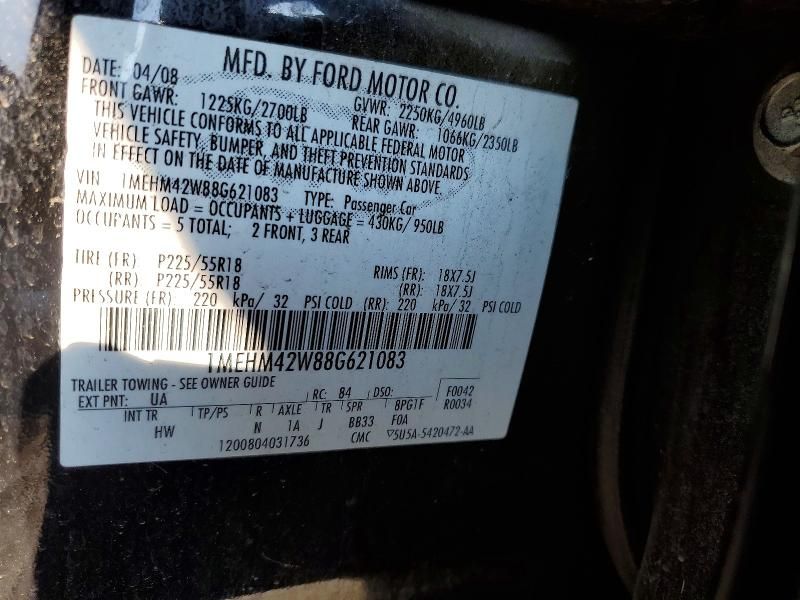 MFD. BY FORD MOTOR CO.
DATE: 04/08 GVWR: 2250KG/4960LB
FRONT GAWR: 1225KG/2700LB REAR GAWR: 1066KG/2350LB
THIS VEHICLE CONFORMS TO ALL APPLICABLE FEDERAL MOTOR
VEHICLE SAFETY, BUMPER, AND THEFT PREVENTION STANDARDS
IN EFFECT ON THE DATE OF MANUFACTURE SHOWN ABOVE.
VIN 1MEHM42W88G621083 TYPE: Passenger Car
MAXIMUM LOAD = OCCUPANTS + LUGGAGE = 430KG/ 950LB
OCCUPANTS = 5 TOTAL; 2 FRONT, 3 REAR
TIRE (FR): P225/55R18 RIMS (FR): 18X7.5J
(RR) P225/55R18 (RR): 18X7.5J
PRESSURE (FR): 220 kPa/ 32 PSI COLD (RR): 220 kPa/ 32 PSI COLD
1MEHM42W88G621083
TRAILER TOWING - SEE OWNER GUIDE
EXT PNT: UA RC: 84 DSO: F0042
INT TR TP/PS R AXLE TR SPR BPG1F R0034
HW N 1A J BB33 F0A
1200804031736 CMC 5U5A-5420472-AA